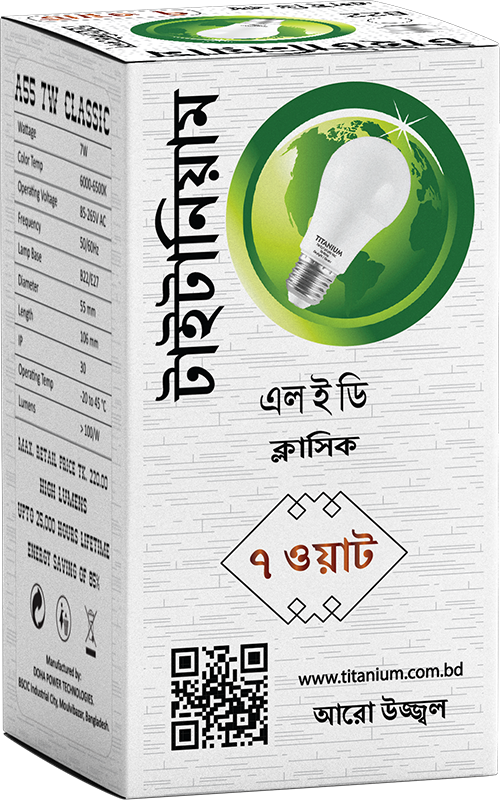 টাইটানিয়াম
TITANIUM
এল ই ডি
ক্লাসিক
৭ ওয়াট
www.titanium.com.bd
আরো উজ্জ্বল
A55 7W CLASSIC
Wattage 7W
Color Temp 6000-6500K
Operating Voltage 85-265V AC
Frequency 50/60Hz
Lamp Base B22/E27
Diameter 55 mm
Length 106 mm
IP 30
Operating Temp -20 to 45 °C
Lumens > 100/W
MAX. RETAIL PRICE TK. 220.00
HIGH LUMENS
UPTO 25,000 HOURS LIFETIME
ENERGY SAVING OF 85%
Manufactured by:
DOHA POWER TECHNOLOGIES.
BSCIC Industrial City, Moulvibazar, Bangladesh.